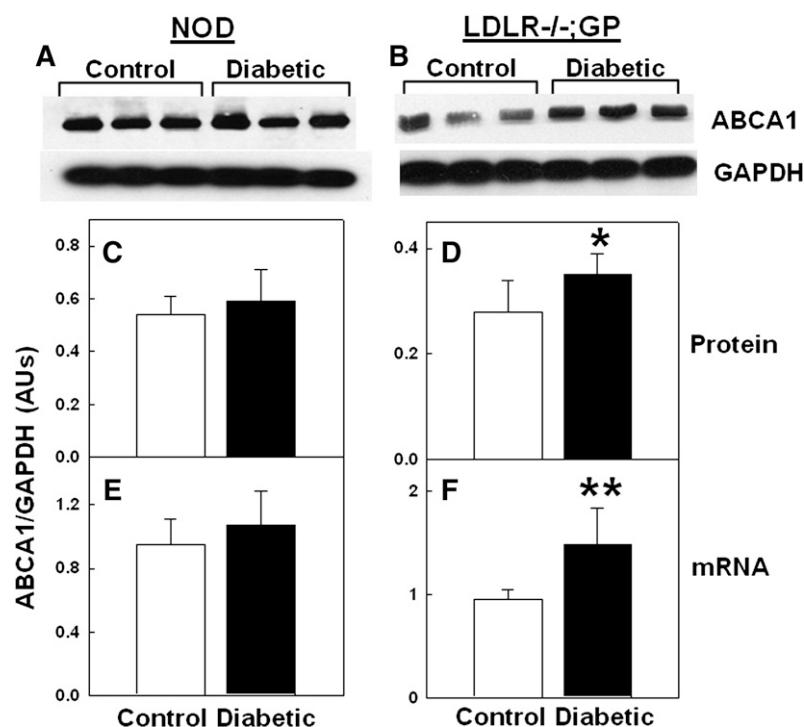 NOD
LDLR-/-;GP
A
Control
Diabetic
B
Control
Diabetic
ABCA1
GAPDH
ABCA1/GAPDH (AUs)
C
0.8
0.6
0.4
0.2
0.0
D
*
0.4
0.2
0.0
Protein
E
1.2
0.8
0.4
0.0
Control Diabetic
F
**
2
1
0
Control Diabetic
mRNA